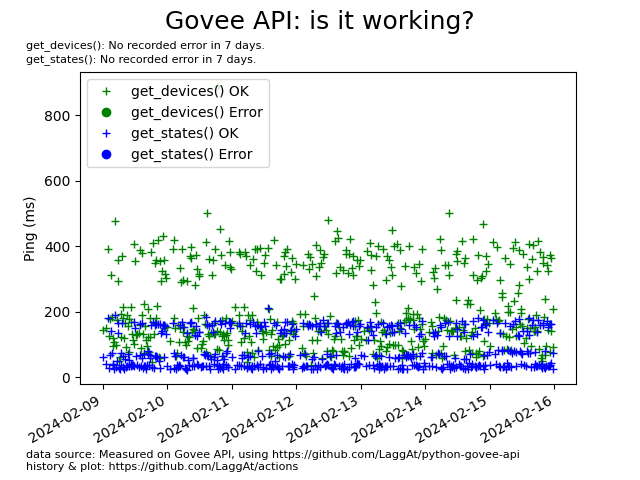 Govee API: is it working?
get_devices(): No recorded error in 7 days.
get_states(): No recorded error in 7 days.
get_devices() OK
get_devices() Error
get_states() OK
get_states() Error
Ping (ms)
800
600
400
200
0
2024-02-09
2024-02-10
2024-02-11
2024-02-12
2024-02-13
2024-02-14
2024-02-15
2024-02-16
data source: Measured on Govee API, using https://github.com/LaggAt/python-govee-api
history & plot: https://github.com/LaggAt/actions